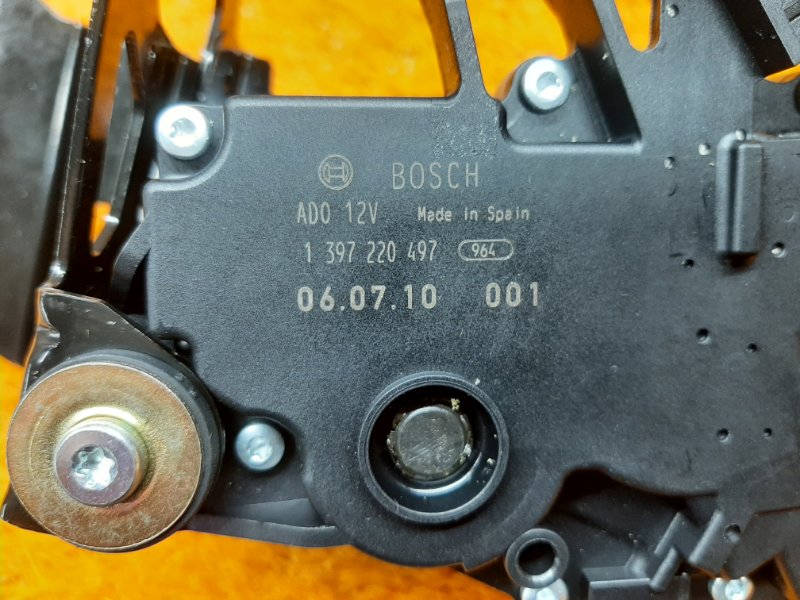 BOSCH
ADO 12V Made in Spain
1 397 220 497 964
06.07.10 001